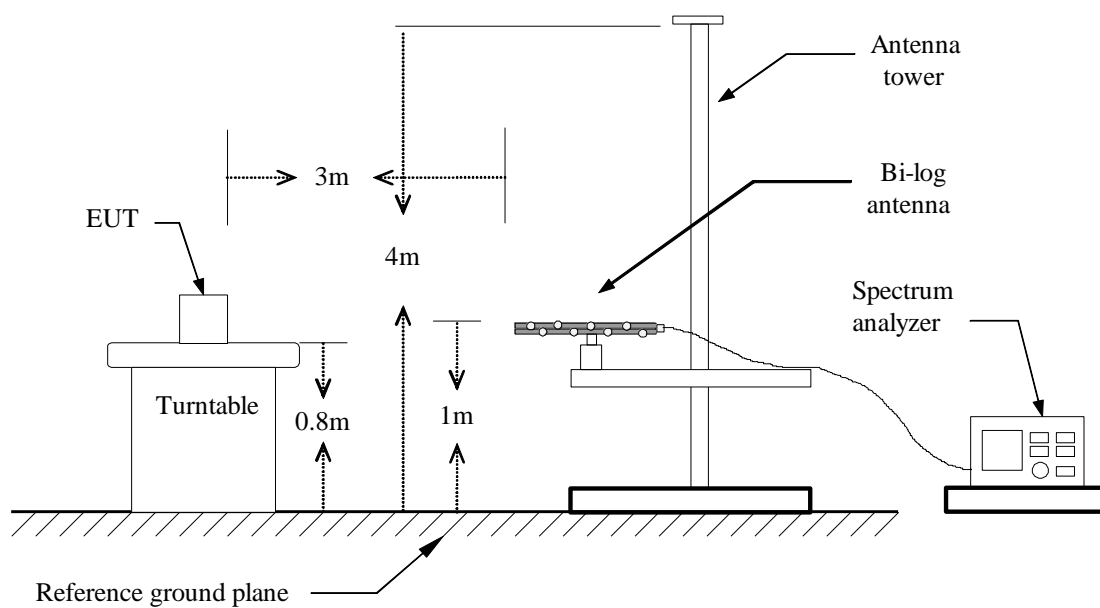 Antenna
tower
3m
Bi-log
antenna
EUT
4m
Spectrum
analyzer
Turntable
0.8m
1m
Reference ground plane